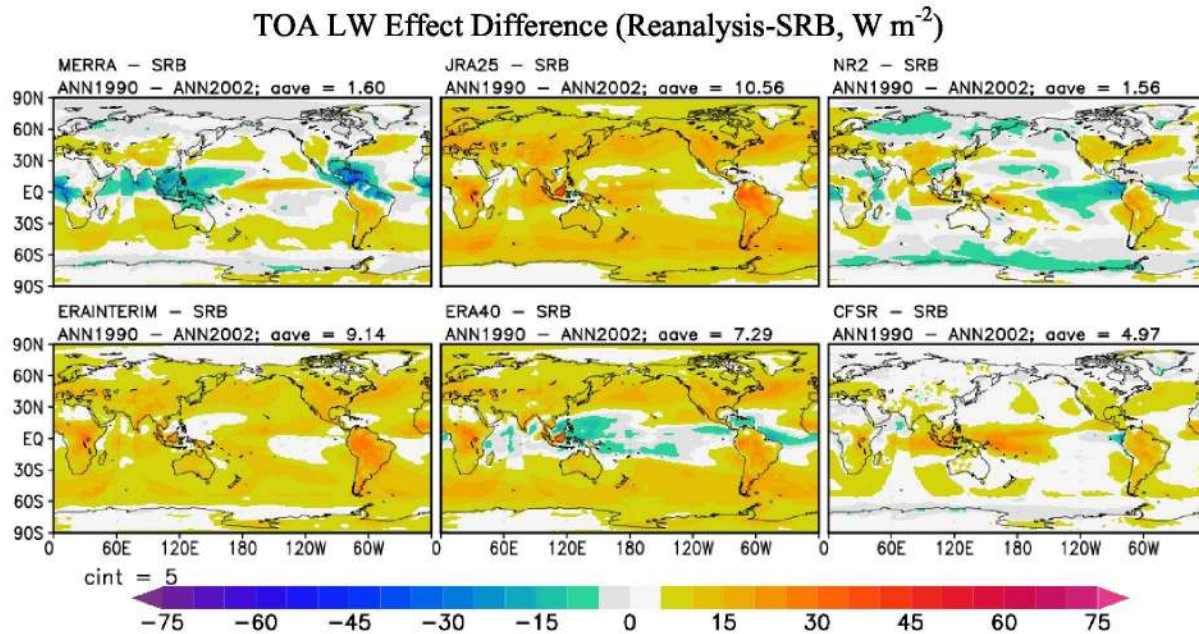 TOA LW Effect Difference (Reanalysis-SRB, W m⁻²)
MERRA – SRB
ANN1990 – ANN2002; aave = 1.60
JRA25 – SRB
ANN1990 – ANN2002; aave = 10.56
NR2 – SRB
ANN1990 – ANN2002; aave = 1.56
90N
60N
30N
EQ
30S
60S
90S
ERAINTERIM – SRB
ANN1990 – ANN2002; aave = 9.14
ERA40 – SRB
ANN1990 – ANN2002; aave = 7.29
CFSR – SRB
ANN1990 – ANN2002; aave = 4.97
90N
60N
30N
EQ
30S
60S
90S
0 60E 120E 120W 60W 0 60E 120E 120W 60W 0 60E 120E 120W 60W
cint = 5
−75 −60 −45 −30 −15 0 15 30 45 60 75